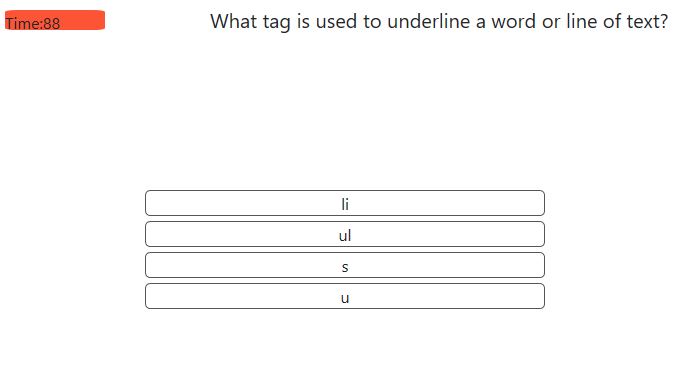 Time:88
What tag is used to underline a word or line of text?
li
ul
s
u